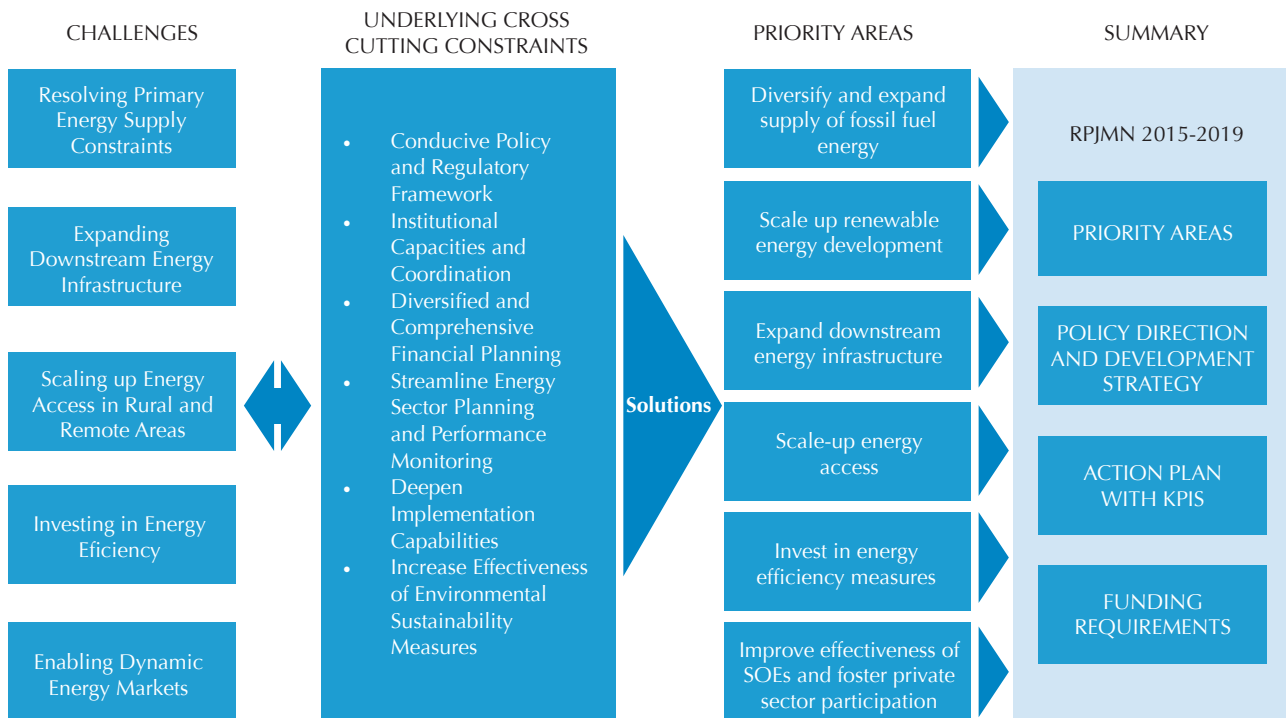 CHALLENGES
Resolving Primary
Energy Supply
Constraints
Expanding
Downstream Energy
Infrastructure
Scaling up Energy
Access in Rural and
Remote Areas
Investing in Energy
Eficiency
Enabling Dynamic
Energy Markets
UNDERLYING CROSS
CUTTING CONSTRAINTS
• Conducive Policy
and Regulatory
Framework
• Institutional
Capacities and
Coordination
• Diversified and
Comprehensive
Financial Planning
• Streamline Energy
Sector Planning
and Performance
Monitoring
• Deepen
Implementation
Capabilities
• Increase Effectiveness
of Environmental
Sustainability
Measures
Solutions
PRIORITY AREAS
Diversify and expand
supply of fossil fuel
energy
Scale up renewable
energy development
Expand downstream
energy infrastructure
Scale-up energy
access
Invest in energy
efficiency measures
Improve effectiveness of
SOEs and foster private
sector participation
SUMMARY
RPJMN 2015-2019
PRIORITY AREAS
POLICY DIRECTION
AND DEVELOPMENT
STRATEGY
ACTION PLAN
WITH KPIS
FUNDING
REQUIREMENTS